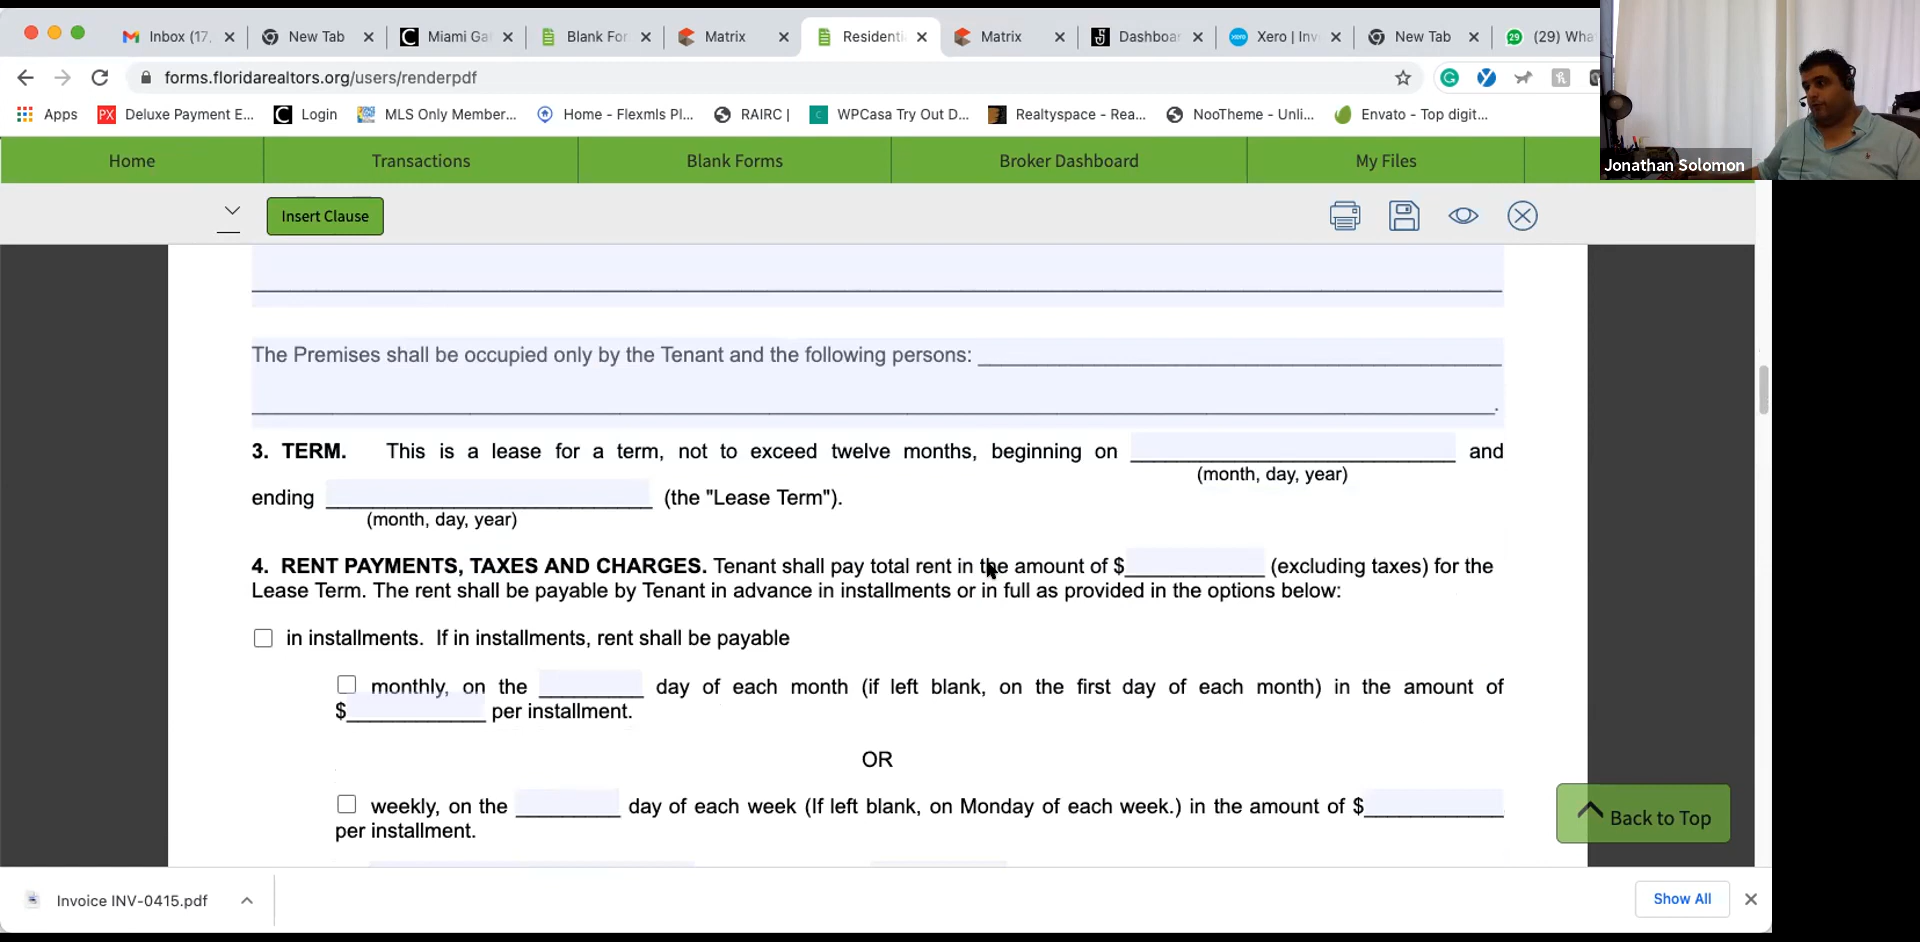 Inbox (17,
New Tab
Miami Ga
Blank For
Matrix
Residenti
Matrix
Dashboar
Xero | Inv
New Tab
29
(29) Wha
forms.floridarealtors.org/users/renderpdf
Apps
PX
Deluxe Payment E...
Login
MLS Only Member...
Home - Flexmls Pl...
RAIRC |
WPCasa Try Out D...
Realtyspace - Rea...
NooTheme - Unli...
Envato - Top digit...
Jonathan Solomon
Home
Transactions
Blank Forms
Broker Dashboard
My Files
Insert Clause
The Premises shall be occupied only by the Tenant and the following persons:
.
3. TERM. This is a lease for a term, not to exceed twelve months, beginning on ____ and
(month, day, year)
ending ____ (the "Lease Term").
(month, day, year)
4. RENT PAYMENTS, TAXES AND CHARGES. Tenant shall pay total rent in the amount of $____ (excluding taxes) for the
Lease Term. The rent shall be payable by Tenant in advance in installments or in full as provided in the options below:
in installments. If in installments, rent shall be payable
monthly, on the ____ day of each month (if left blank, on the first day of each month) in the amount of
$____ per installment.
OR
weekly, on the ____ day of each week (If left blank, on Monday of each week.) in the amount of $____
per installment.
Back to Top
Invoice INV-0415.pdf
Show All